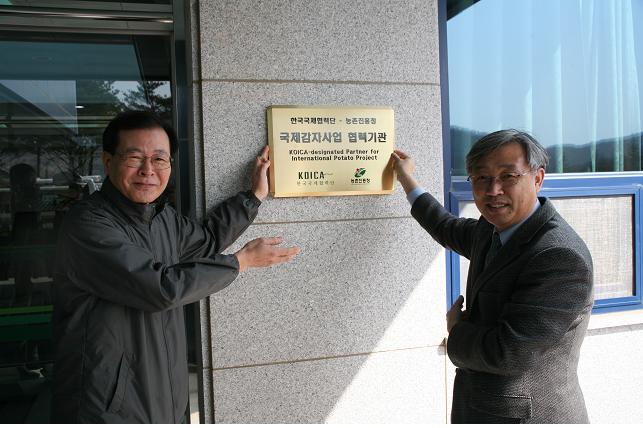 한국국제협력단 - 농촌진흥청
국제감자사업 협력기관
KOICA-designated Partner for
International Potato Project
KOICA
한국국제협력단
농촌진흥청